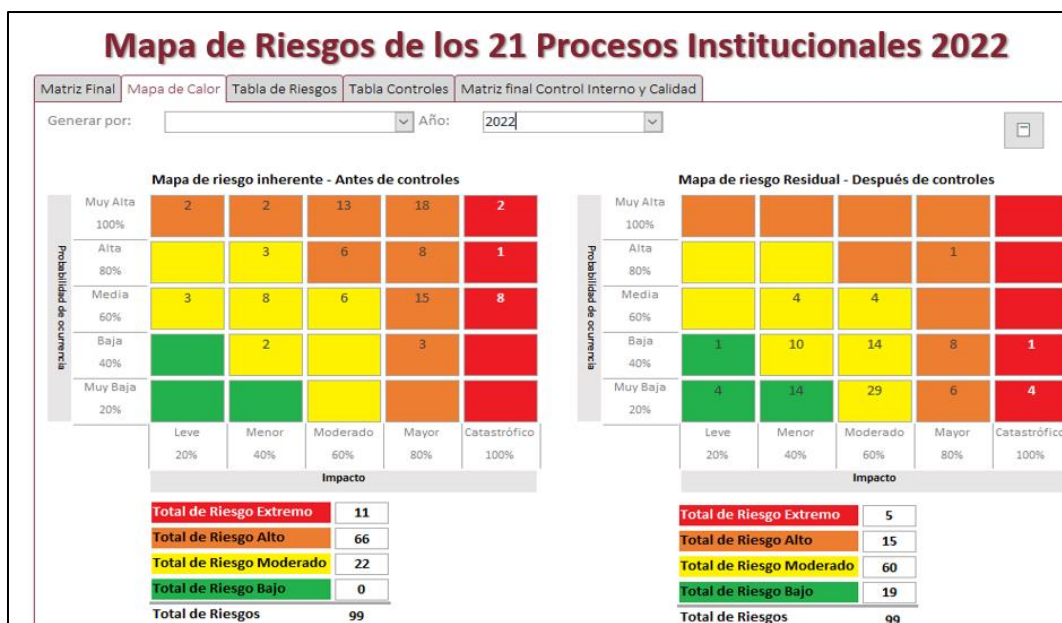 Mapa de Riesgos de los 21 Procesos Institucionales 2022
Matriz Final Mapa de Calor Tabla de Riesgos Tabla Controles Matriz final Control Interno y Calidad
Generar por: Año: 2022
Mapa de riesgo inherente - Antes de controles
Probabilidad de ocurrencia
Muy Alta 2 2 13 18 2
100%
Alta 3 6 8 1
80%
Media 3 8 6 15 8
60%
Baja 2 3
40%
Muy Baja
20%
Leve Menor Moderado Mayor Catastrófico
20% 40% 60% 80% 100%
Impacto
Total de Riesgo Extremo 11
Total de Riesgo Alto 66
Total de Riesgo Moderado 22
Total de Riesgo Bajo 0
Total de Riesgos 99
Mapa de riesgo Residual - Después de controles
Probabilidad de ocurrencia
Muy Alta
100%
Alta 1
80%
Media 4 4
60%
Baja 1 10 14 8 1
40%
Muy Baja 4 14 29 6 4
20%
Leve Menor Moderado Mayor Catastrófico
20% 40% 60% 80% 100%
Impacto
Total de Riesgo Extremo 5
Total de Riesgo Alto 15
Total de Riesgo Moderado 60
Total de Riesgo Bajo 19
Total de Riesgos 99